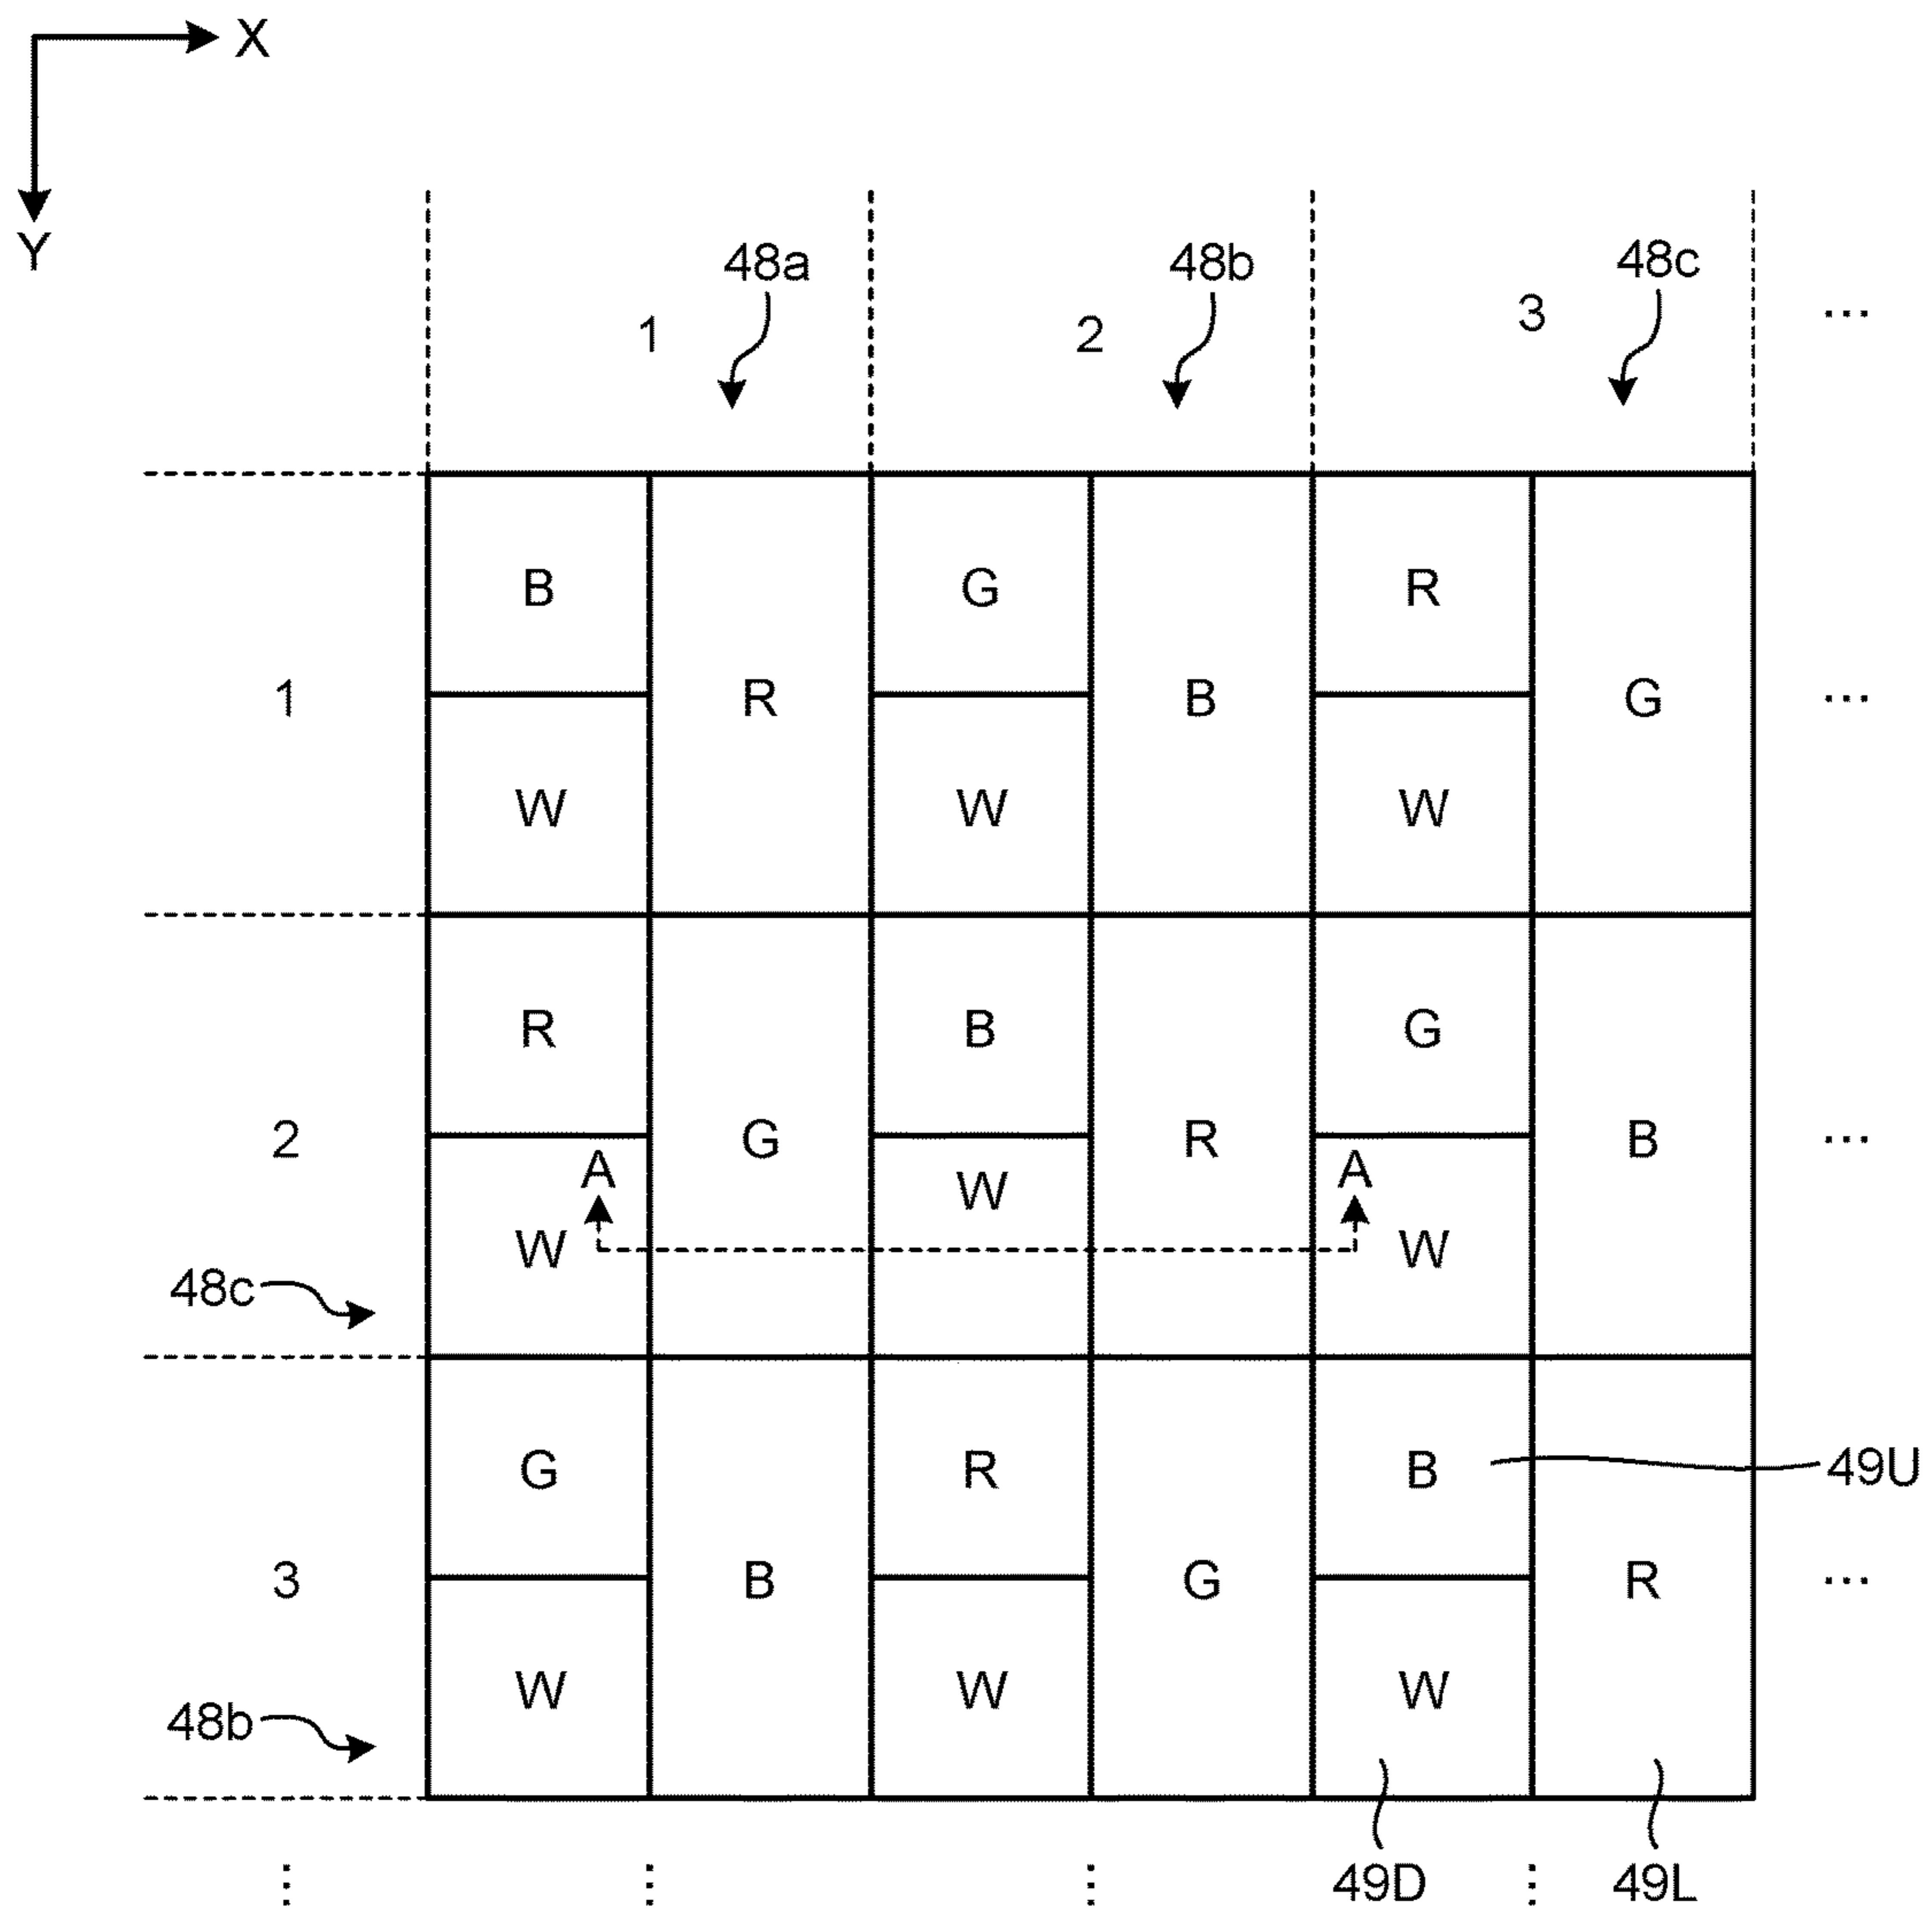 X
Y
48a 48b 48c
1 2 3 ...
B G R
1 R B G ...
W W W
R B G
2 G R B ...
A W A
W W
48c
G R B 49U
3 B G R ...
W W W
48b
49D 49L